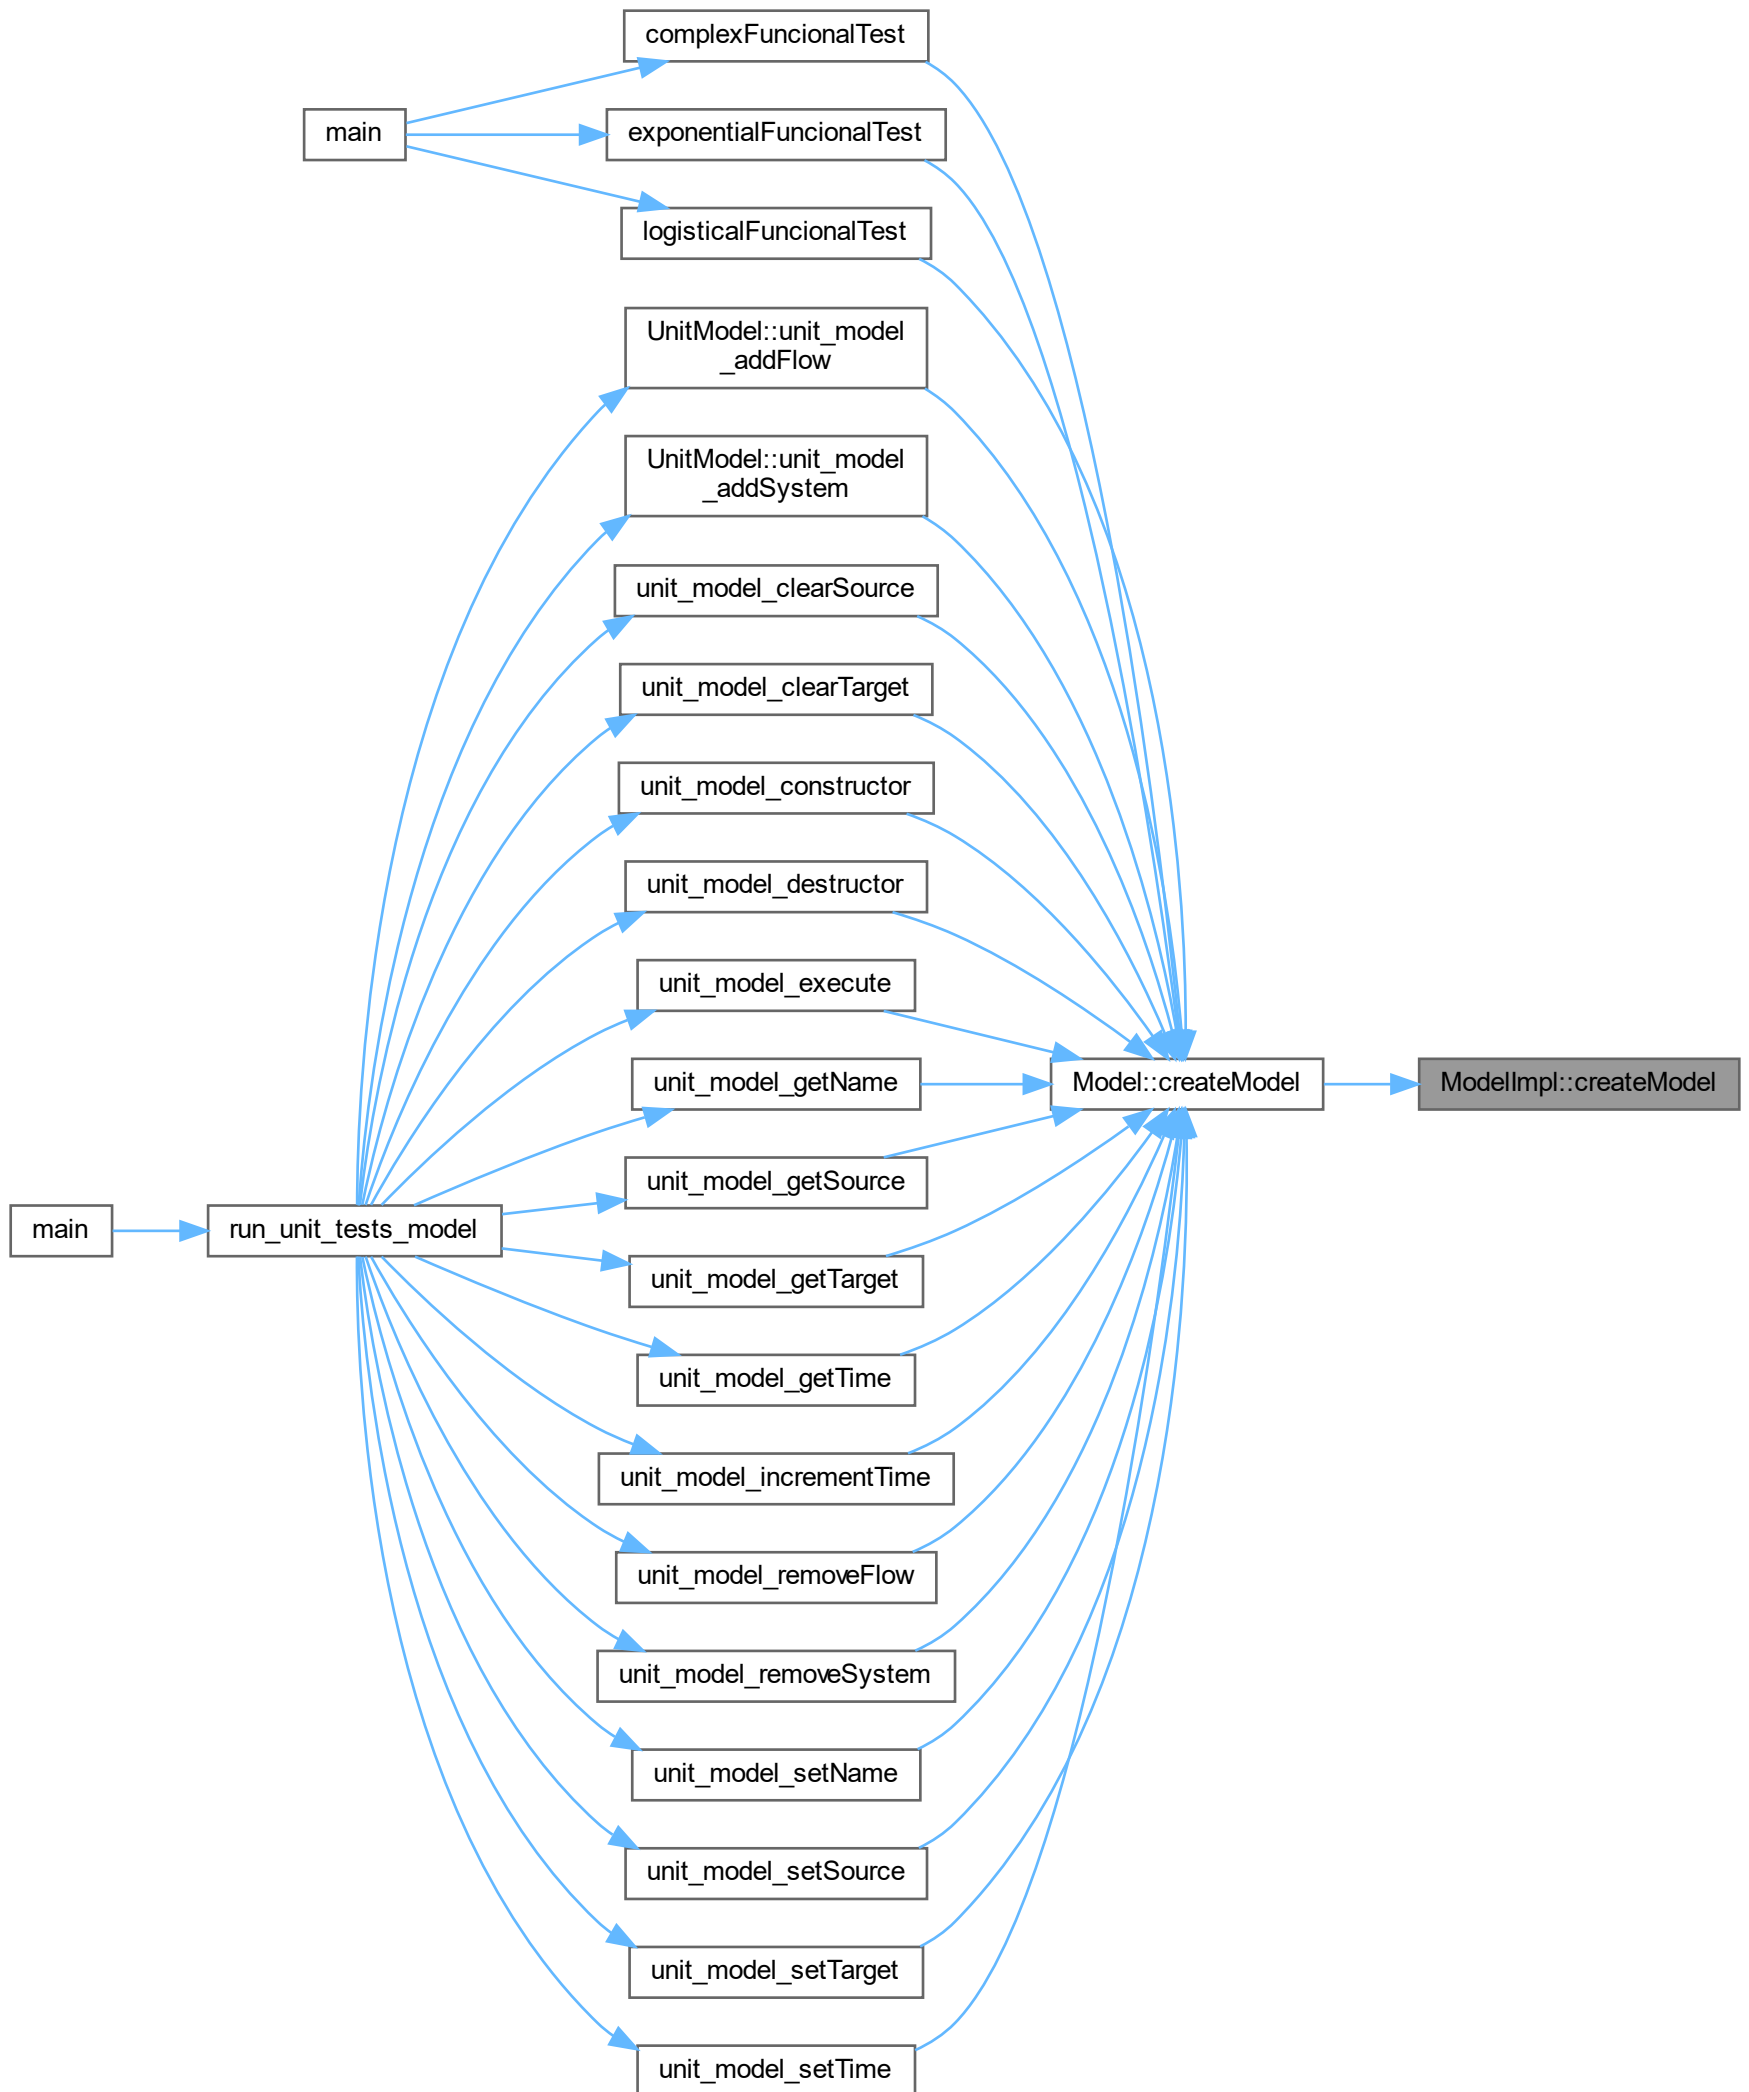 complexFuncionalTest
main
exponentialFuncionalTest
logisticalFuncionalTest
UnitModel::unit_model
_addFlow
UnitModel::unit_model
_addSystem
unit_model_clearSource
unit_model_clearTarget
unit_model_constructor
unit_model_destructor
unit_model_execute
unit_model_getName
Model::createModel
ModelImpl::createModel
unit_model_getSource
main
run_unit_tests_model
unit_model_getTarget
unit_model_getTime
unit_model_incrementTime
unit_model_removeFlow
unit_model_removeSystem
unit_model_setName
unit_model_setSource
unit_model_setTarget
unit_model_setTime